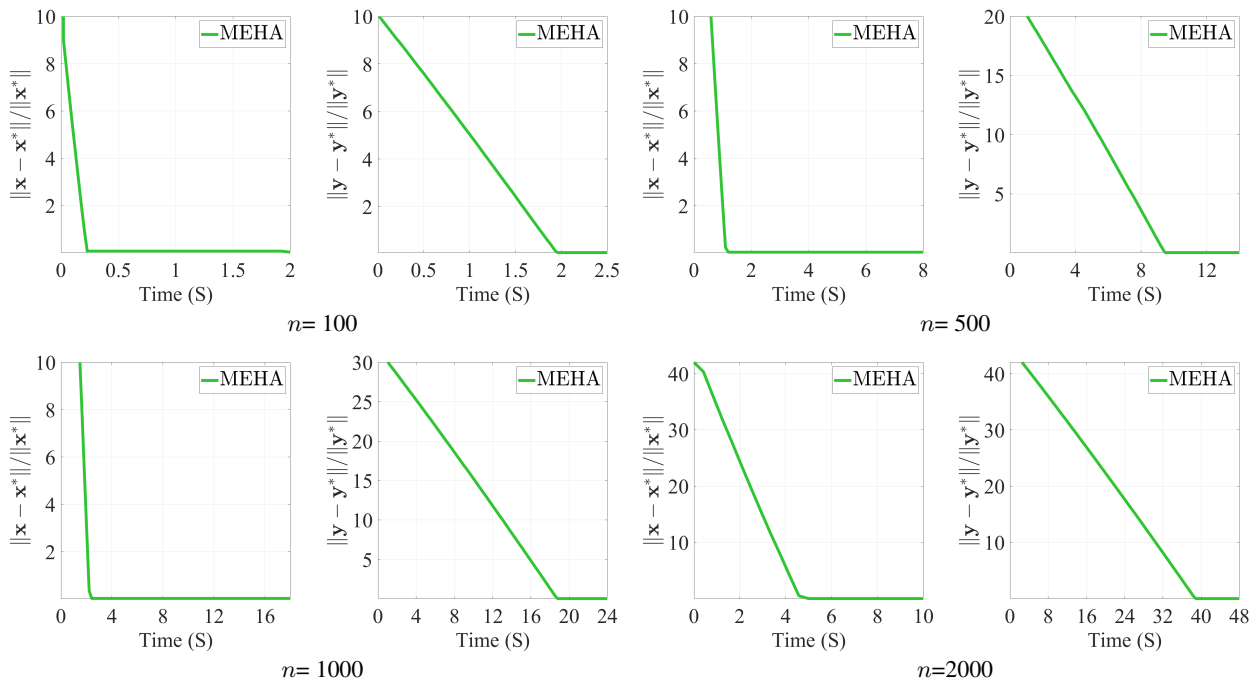 MEHA
10
8
6
4
2
‖x − x*‖/‖x*‖
0 0.5 1 1.5 2
Time (S)
MEHA
10
8
6
4
2
‖y − y*‖/‖y*‖
0 0.5 1 1.5 2 2.5
Time (S)
n= 100
MEHA
10
8
6
4
2
‖x − x*‖/‖x*‖
0 2 4 6 8
Time (S)
MEHA
20
15
10
5
‖y − y*‖/‖y*‖
0 4 8 12
Time (S)
n= 500
MEHA
10
8
6
4
2
‖x − x*‖/‖x*‖
0 4 8 12 16
Time (S)
MEHA
30
25
20
15
10
5
‖y − y*‖/‖y*‖
0 4 8 12 16 20 24
Time (S)
n= 1000
MEHA
40
30
20
10
‖x − x*‖/‖x*‖
0 2 4 6 8 10
Time (S)
MEHA
40
30
20
10
‖y − y*‖/‖y*‖
0 8 16 24 32 40 48
Time (S)
n=2000